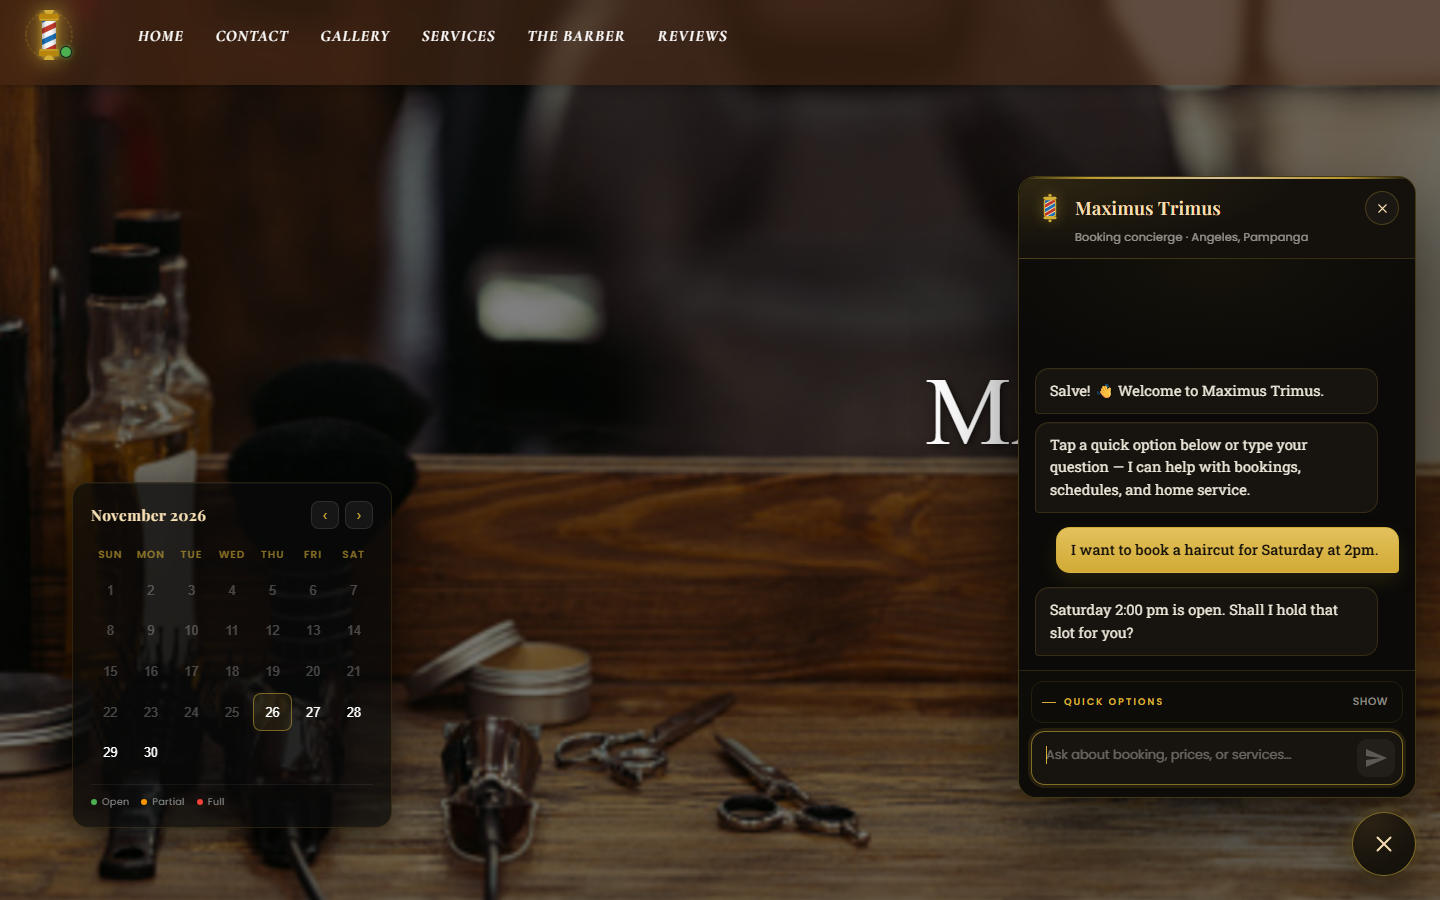 HOME CONTACT GALLERY SERVICES THE BARBER REVIEWS
M
November 2026
‹ ›
SUN MON TUE WED THU FRI SAT
1 2 3 4 5 6 7
8 9 10 11 12 13 14
15 16 17 18 19 20 21
22 23 24 25 26 27 28
29 30
Open Partial Full
Maximus Trimus
Booking concierge · Angeles, Pampanga
Salve! 👋 Welcome to Maximus Trimus.
Tap a quick option below or type your
question — I can help with bookings,
schedules, and home service.
I want to book a haircut for Saturday at 2pm.
Saturday 2:00 pm is open. Shall I hold that
slot for you?
— QUICK OPTIONS SHOW
Ask about booking, prices, or services...